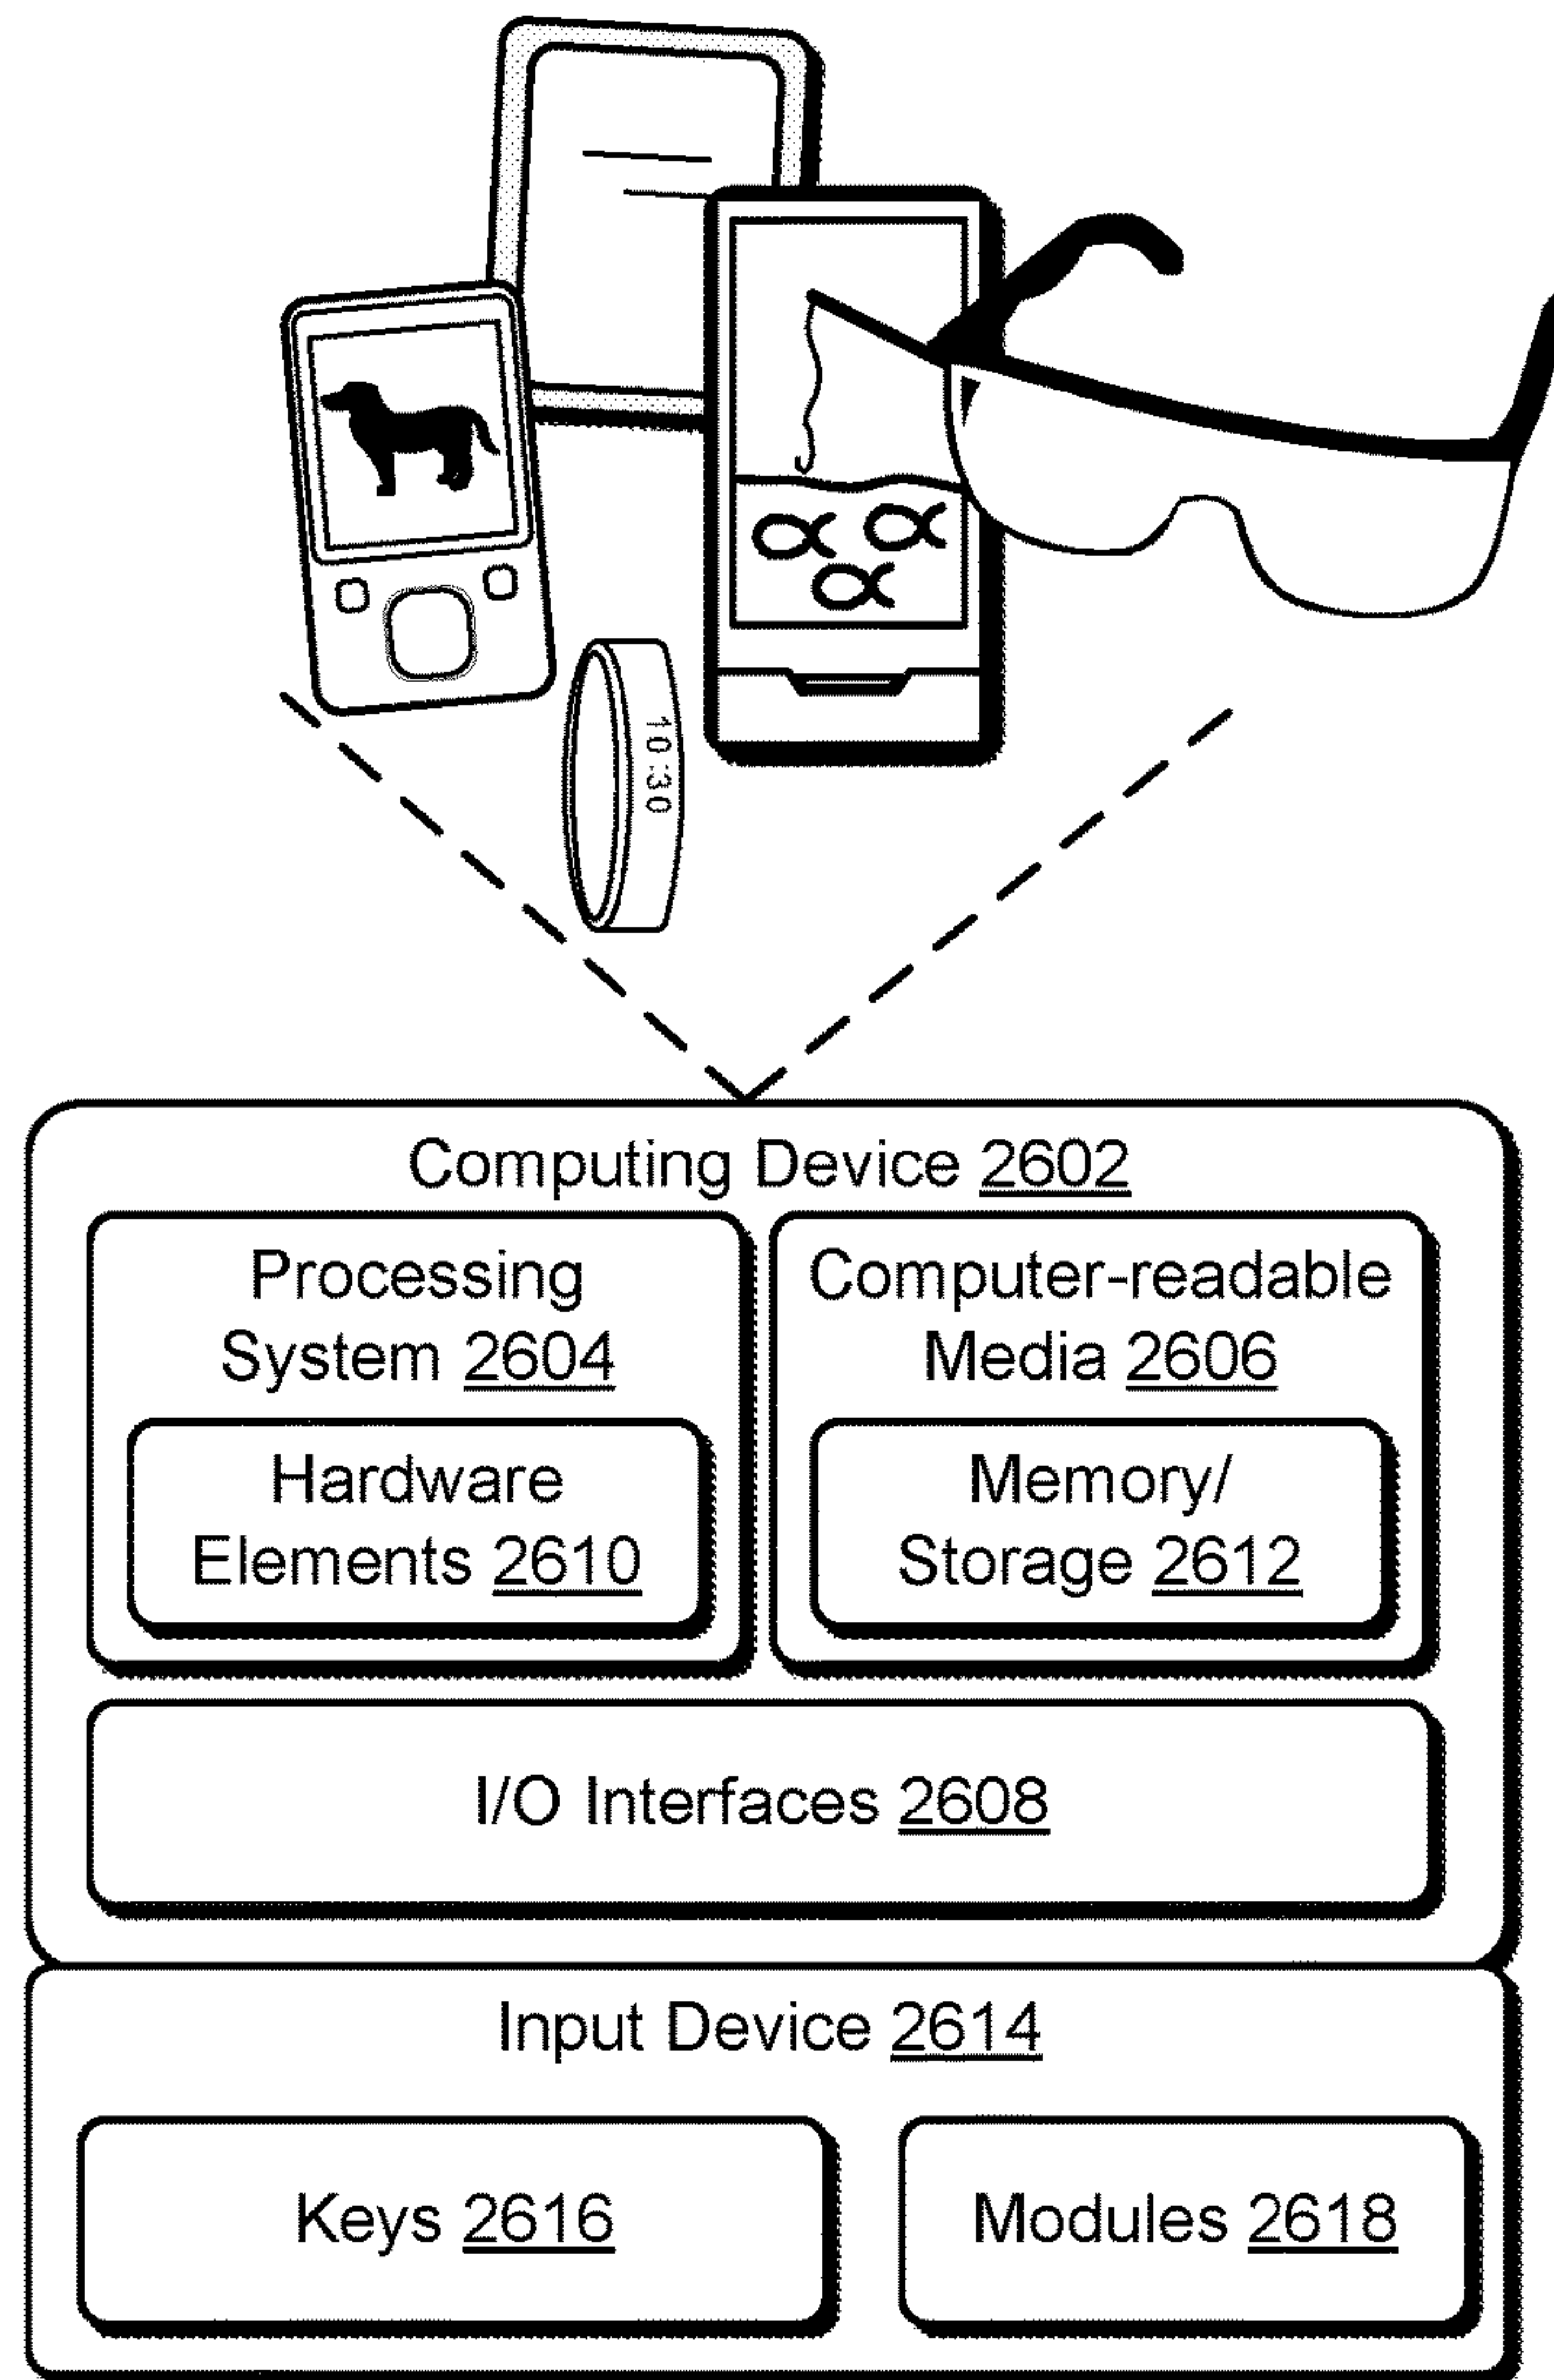 10:30
Computing Device 2602
Processing
System 2604
Computer-readable
Media 2606
Hardware
Elements 2610
Memory/
Storage 2612
I/O Interfaces 2608
Input Device 2614
Keys 2616
Modules 2618